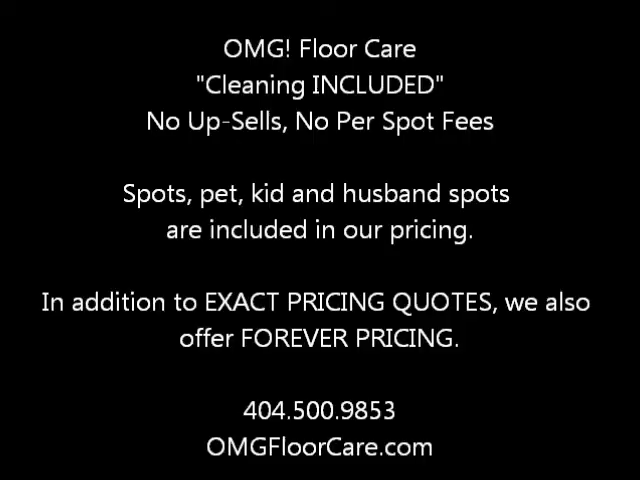 OMG! Floor Care
"Cleaning INCLUDED"
No Up-Sells, No Per Spot Fees
Spots, pet, kid and husband spots
are included in our pricing.
In addition to EXACT PRICING QUOTES, we also
offer FOREVER PRICING.
404.500.9853
OMGFloorCare.com